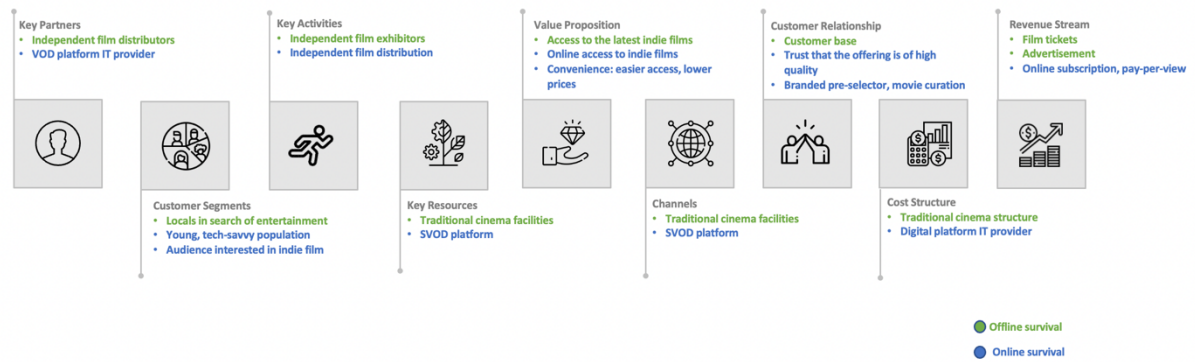 Key Partners
• Independent film distributors
• VOD platform IT provider
Key Activities
• Independent film exhibitors
• Independent film distribution
Value Proposition
• Access to the latest indie films
• Online access to indie films
• Convenience: easier access, lower
prices
Customer Relationship
• Customer base
• Trust that the offering is of high
quality
• Branded pre-selector, movie curation
Revenue Stream
• Film tickets
• Advertisement
• Online subscription, pay-per-view
Customer Segments
• Locals in search of entertainment
• Young, tech-savvy population
• Audience interested in indie film
Key Resources
• Traditional cinema facilities
• SVOD platform
Channels
• Traditional cinema facilities
• SVOD platform
Cost Structure
• Traditional cinema structure
• Digital platform IT provider
Offline survival
Online survival